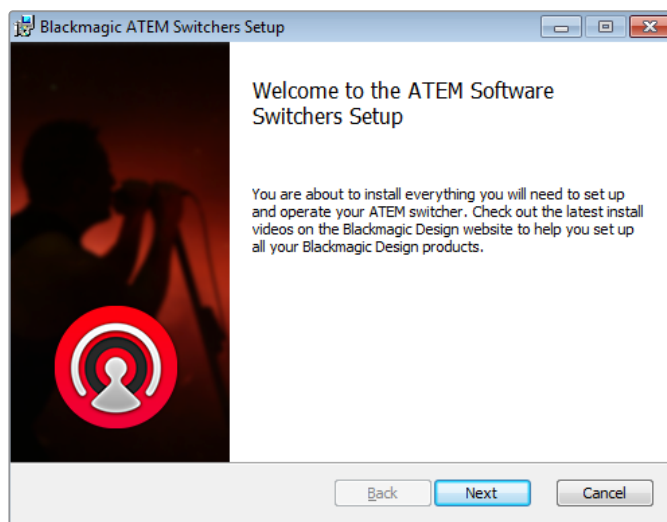 Blackmagic ATEM Switchers Setup
Welcome to the ATEM Software
Switchers Setup
You are about to install everything you will need to set up
and operate your ATEM switcher. Check out the latest install
videos on the Blackmagic Design website to help you set up
all your Blackmagic Design products.
Back
Next
Cancel